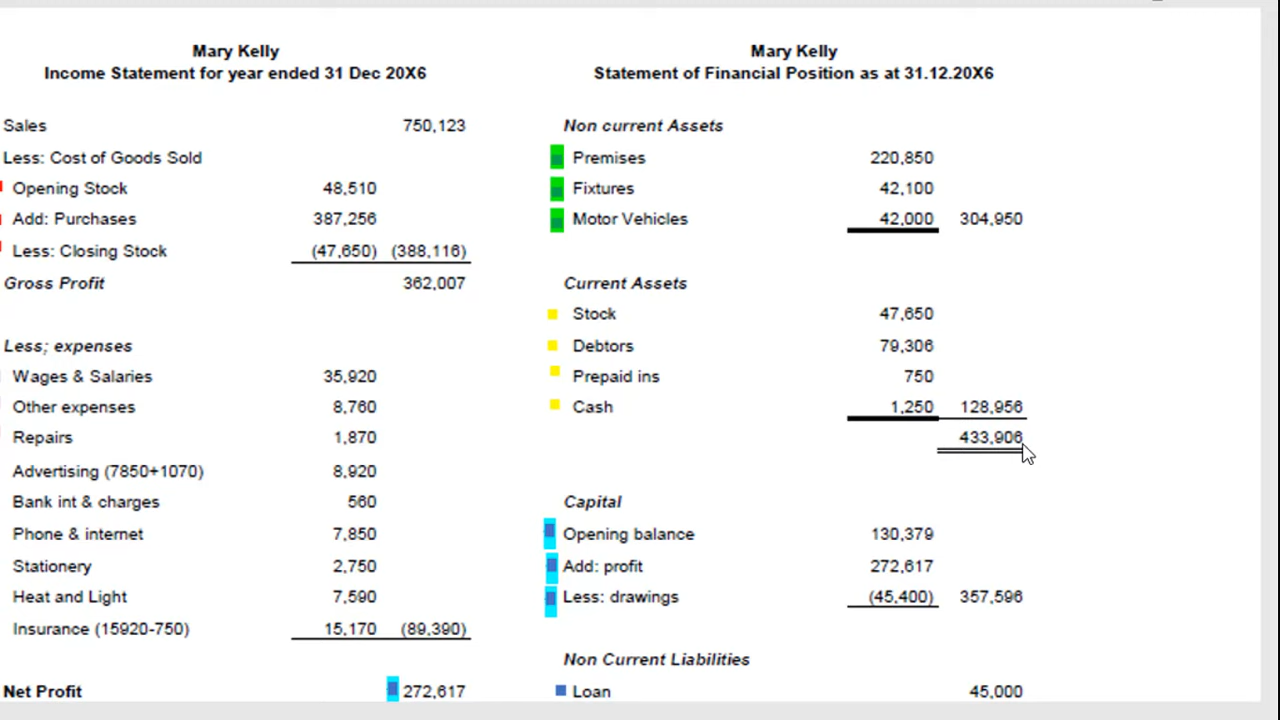 Mary Kelly
Income Statement for year ended 31 Dec 20X6
Sales 750,123
Less: Cost of Goods Sold
Opening Stock 48,510
Add: Purchases 387,256
Less: Closing Stock (47,650) (388,116)
Gross Profit 362,007
Less; expenses
Wages & Salaries 35,920
Other expenses 8,760
Repairs 1,870
Advertising (7850+1070) 8,920
Bank int & charges 560
Phone & internet 7,850
Stationery 2,750
Heat and Light 7,590
Insurance (15920-750) 15,170 (89,390)
Net Profit 272,617
Mary Kelly
Statement of Financial Position as at 31.12.20X6
Non current Assets
Premises 220,850
Fixtures 42,100
Motor Vehicles 42,000 304,950
Current Assets
Stock 47,650
Debtors 79,306
Prepaid ins 750
Cash 1,250 128,956
433,906
Capital
Opening balance 130,379
Add: profit 272,617
Less: drawings (45,400) 357,596
Non Current Liabilities
Loan 45,000